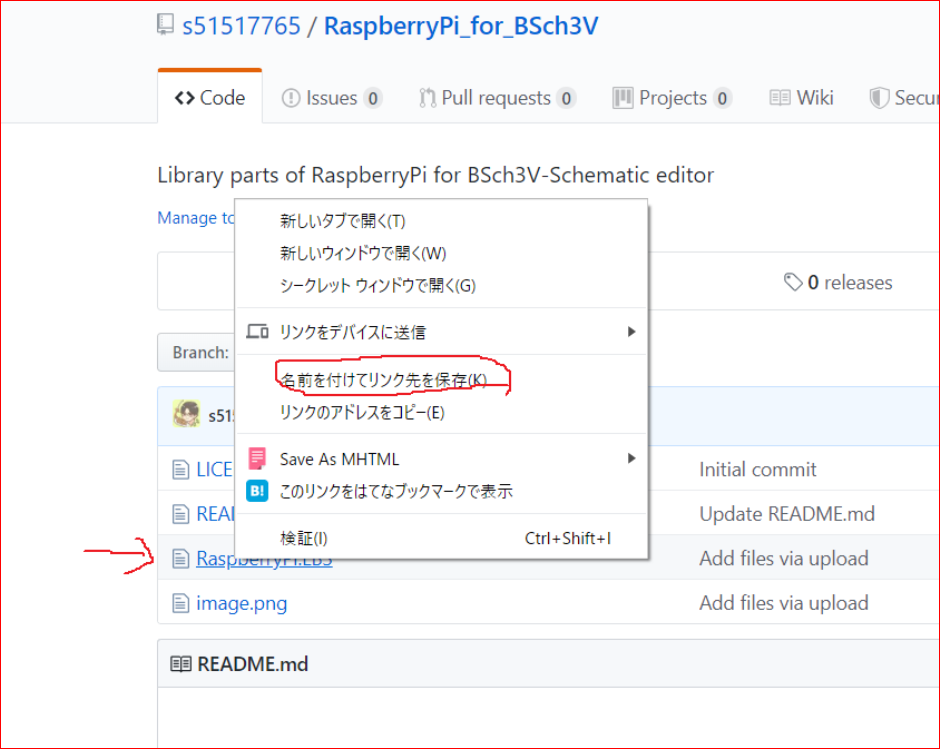 s51517765 / RaspberryPi_for_BSch3V
Code Issues 0 Pull requests 0 Projects 0 Wiki Secur
Library parts of RaspberryPi for BSch3V-Schematic editor
Manage to
新しいタブで開く(T)
新しいウィンドウで開く(W)
シークレット ウィンドウで開く(G)
0 releases
リンクをデバイスに送信
Branch:
名前を付けてリンク先を保存(K)
リンクのアドレスをコピー(E)
s515
Save As MHTML
LICE Initial commit
B! このリンクをはてなブックマークで表示
READ Update README.md
検証(I) Ctrl+Shift+I
RaspberryPi.LB3 Add files via upload
image.png Add files via upload
README.md